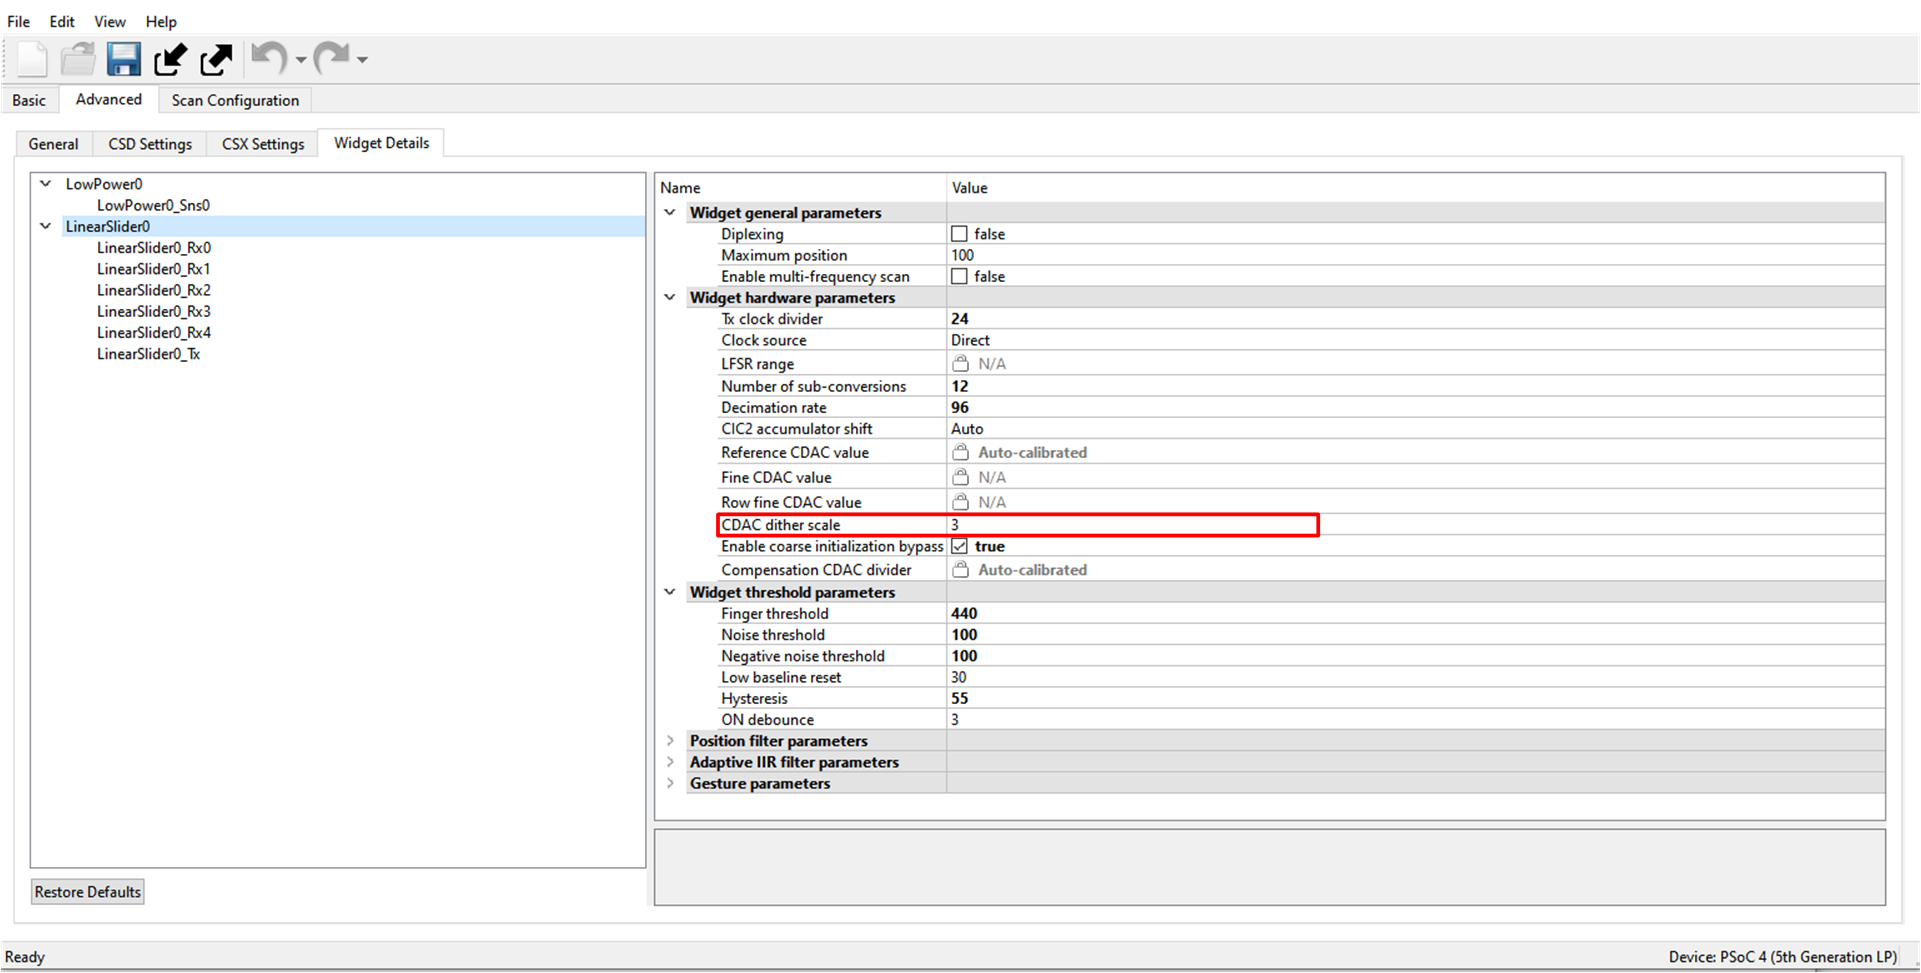 File Edit View Help
Basic Advanced Scan Configuration
General CSD Settings CSX Settings Widget Details
LowPower0
LowPower0_Sns0
LinearSlider0
LinearSlider0_Rx0
LinearSlider0_Rx1
LinearSlider0_Rx2
LinearSlider0_Rx3
LinearSlider0_Rx4
LinearSlider0_Tx
Restore Defaults
Name Value
Widget general parameters
Diplexing false
Maximum position 100
Enable multi-frequency scan false
Widget hardware parameters
Tx clock divider 24
Clock source Direct
LFSR range N/A
Number of sub-conversions 12
Decimation rate 96
CIC2 accumulator shift Auto
Reference CDAC value Auto-calibrated
Fine CDAC value N/A
Row fine CDAC value N/A
CDAC dither scale 3
Enable coarse initialization bypass true
Compensation CDAC divider Auto-calibrated
Widget threshold parameters
Finger threshold 440
Noise threshold 100
Negative noise threshold 100
Low baseline reset 30
Hysteresis 55
ON debounce 3
Position filter parameters
Adaptive IIR filter parameters
Gesture parameters
Ready Device: PSoC 4 (5th Generation LP)